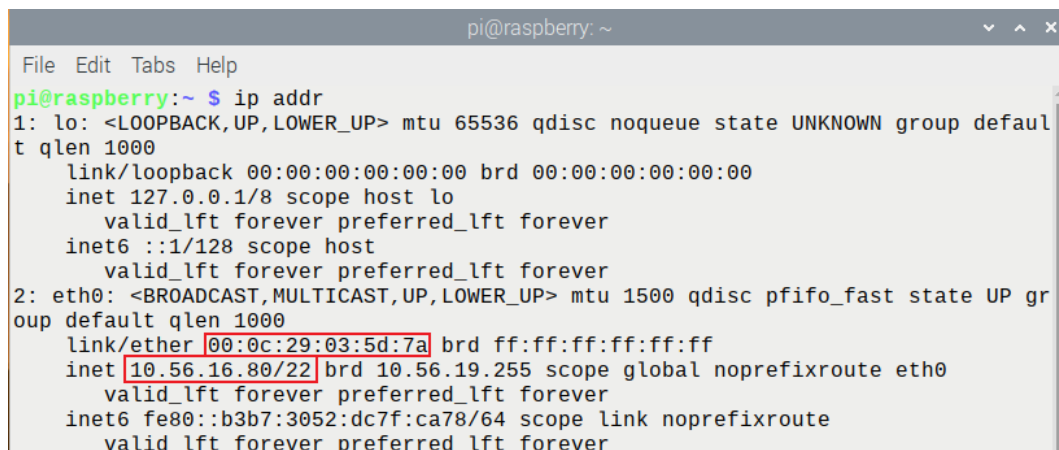 pi@raspberry: ~
File Edit Tabs Help
pi@raspberry:~ $ ip addr
1: lo: <LOOPBACK,UP,LOWER_UP> mtu 65536 qdisc noqueue state UNKNOWN group defaul
t qlen 1000
link/loopback 00:00:00:00:00:00 brd 00:00:00:00:00:00
inet 127.0.0.1/8 scope host lo
valid_lft forever preferred_lft forever
inet6 ::1/128 scope host
valid_lft forever preferred_lft forever
2: eth0: <BROADCAST,MULTICAST,UP,LOWER_UP> mtu 1500 qdisc pfifo_fast state UP gr
oup default qlen 1000
link/ether 00:0c:29:03:5d:7a brd ff:ff:ff:ff:ff:ff
inet 10.56.16.80/22 brd 10.56.19.255 scope global noprefixroute eth0
valid_lft forever preferred_lft forever
inet6 fe80::b3b7:3052:dc7f:ca78/64 scope link noprefixroute
valid_lft forever preferred_lft forever